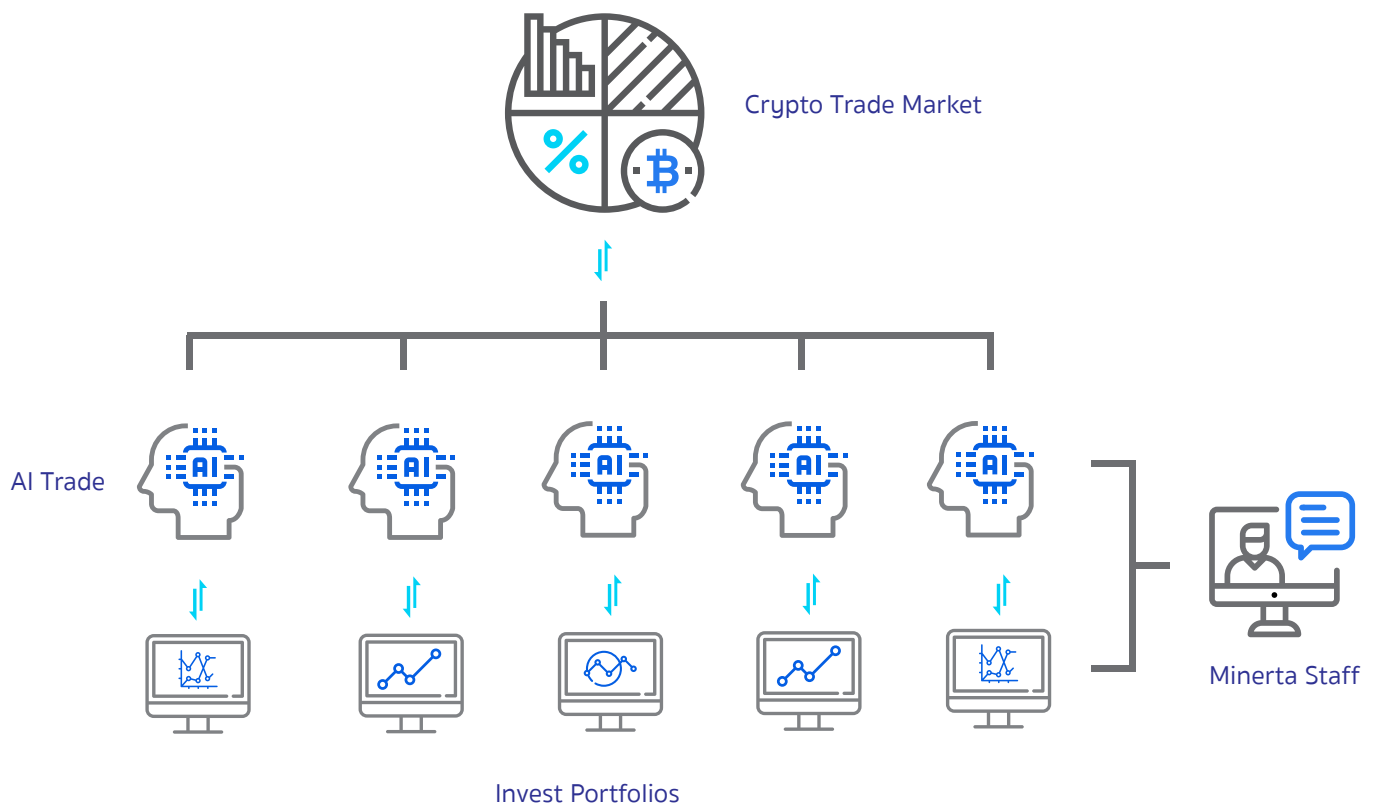 Crypto Trade Market
AI Trade
AI
AI
AI
AI
AI
Minerta Staff
Invest Portfolios